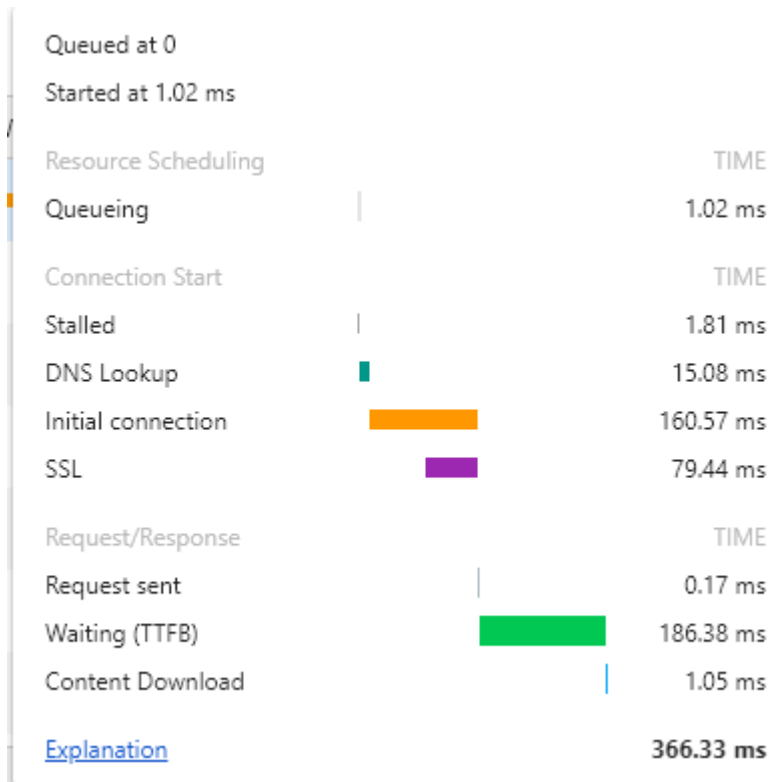 Queued at 0
Started at 1.02 ms
Resource Scheduling TIME
Queueing 1.02 ms
Connection Start TIME
Stalled 1.81 ms
DNS Lookup 15.08 ms
Initial connection 160.57 ms
SSL 79.44 ms
Request/Response TIME
Request sent 0.17 ms
Waiting (TTFB) 186.38 ms
Content Download 1.05 ms
Explanation 366.33 ms